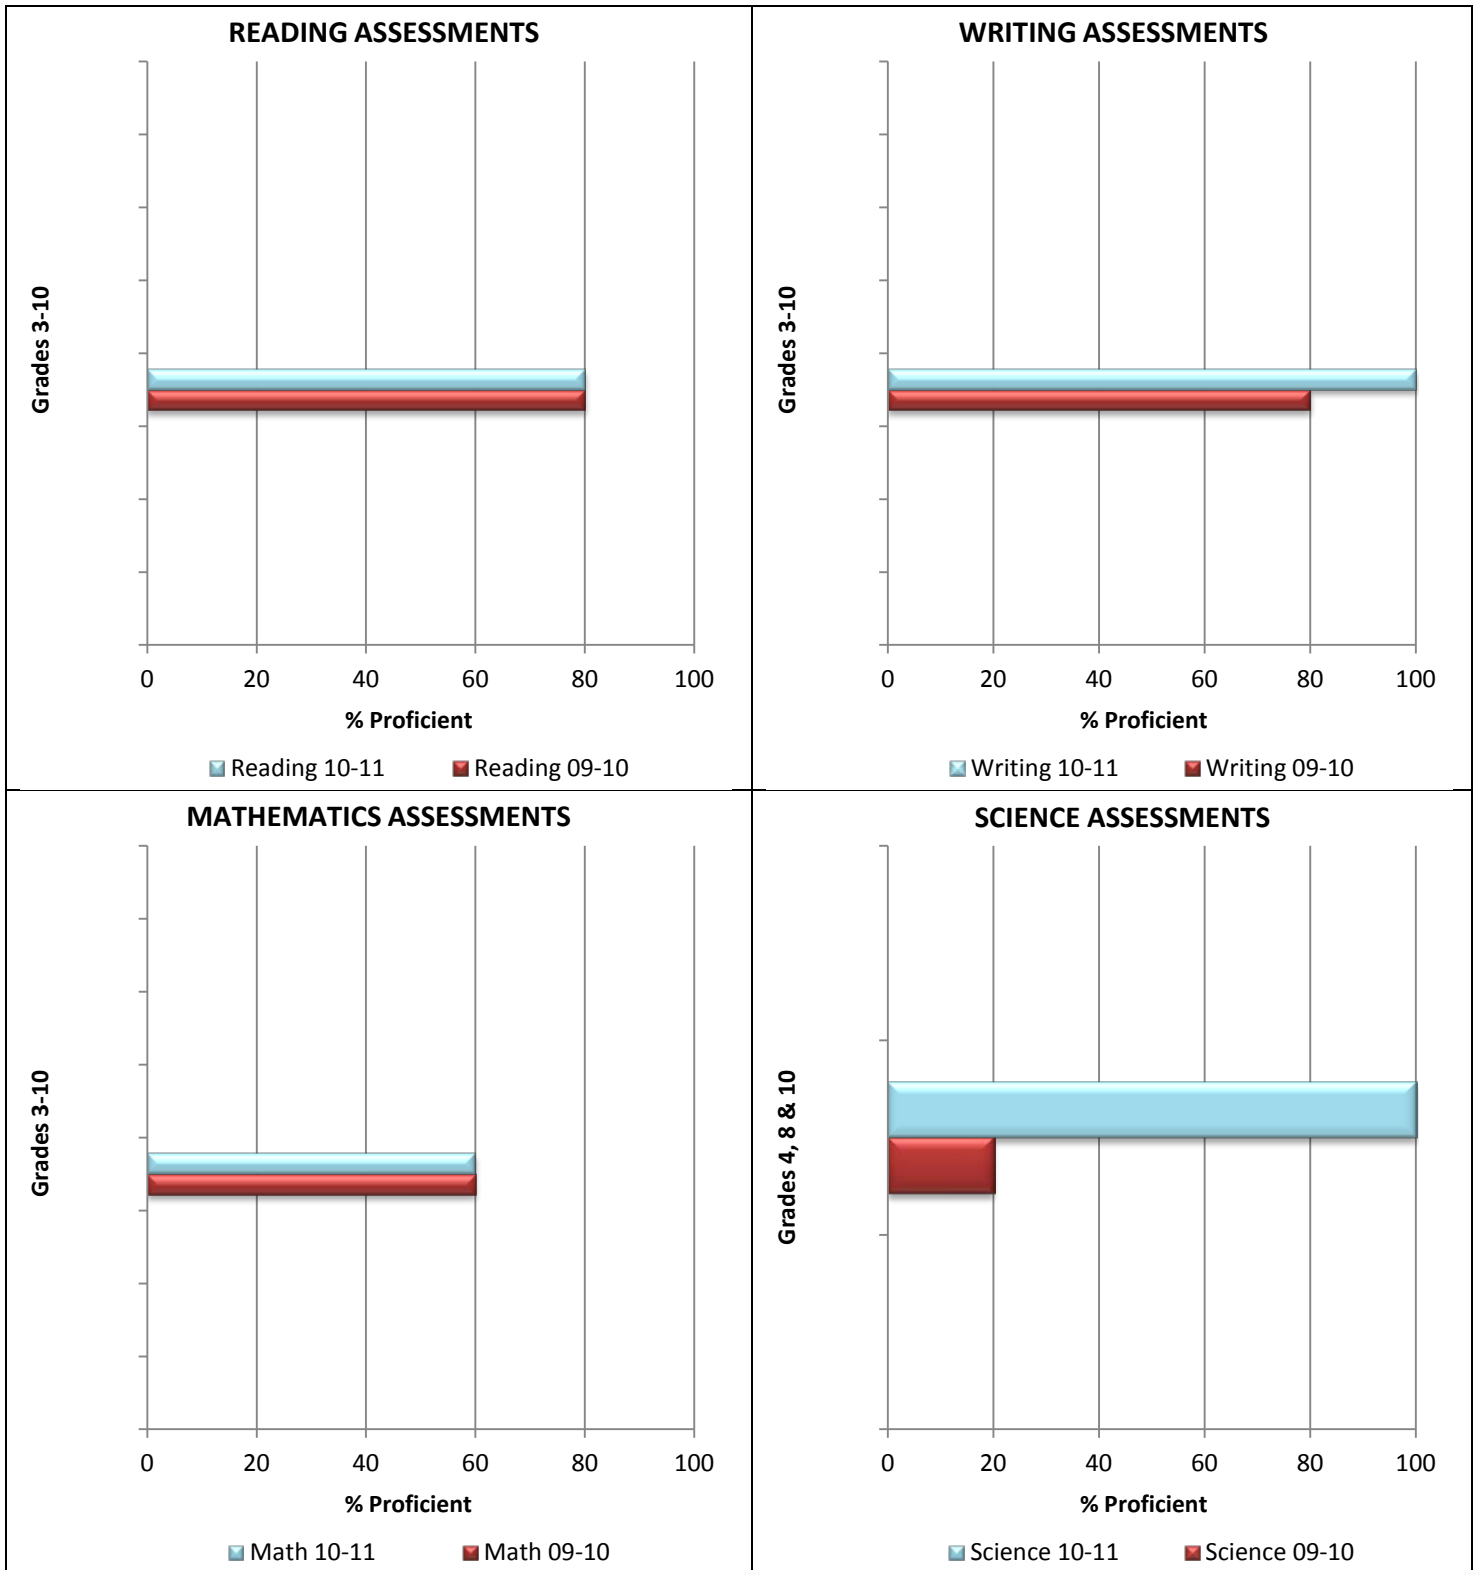 READING ASSESSMENTS
Grades 3-10
0 20 40 60 80 100
% Proficient
Reading 10-11 Reading 09-10
WRITING ASSESSMENTS
Grades 3-10
0 20 40 60 80 100
% Proficient
Writing 10-11 Writing 09-10
MATHEMATICS ASSESSMENTS
Grades 3-10
0 20 40 60 80 100
% Proficient
Math 10-11 Math 09-10
SCIENCE ASSESSMENTS
Grades 4, 8 & 10
0 20 40 60 80 100
% Proficient
Science 10-11 Science 09-10